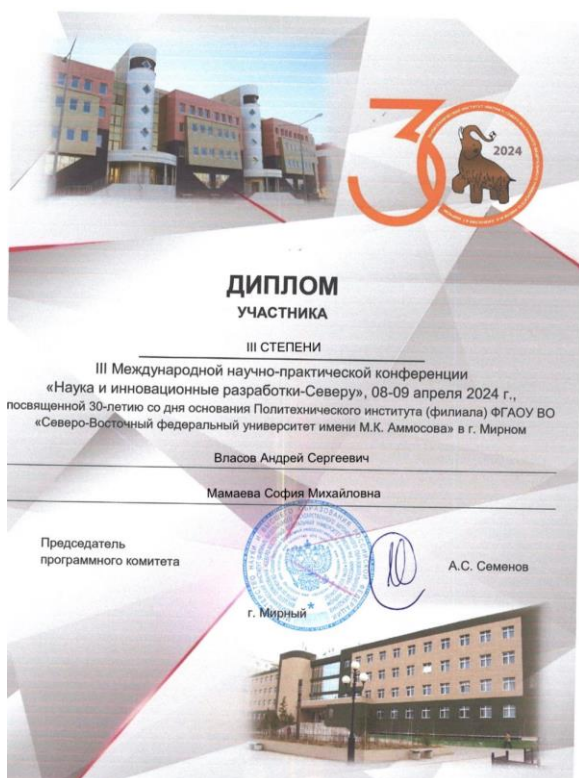 30
2024
ДИПЛОМ
УЧАСТНИКА
III СТЕПЕНИ
III Международной научно-практической конференции
«Наука и инновационные разработки-Северу», 08-09 апреля 2024 г.,
посвященной 30-летию со дня основания Политехнического института (филиала) ФГАОУ ВО
«Северо-Восточный федеральный университет имени М.К. Аммосова» в г. Мирном
Власов Андрей Сергеевич
Мамаева София Михайловна
Председатель
программного комитета
А.С. Семенов
г. Мирный